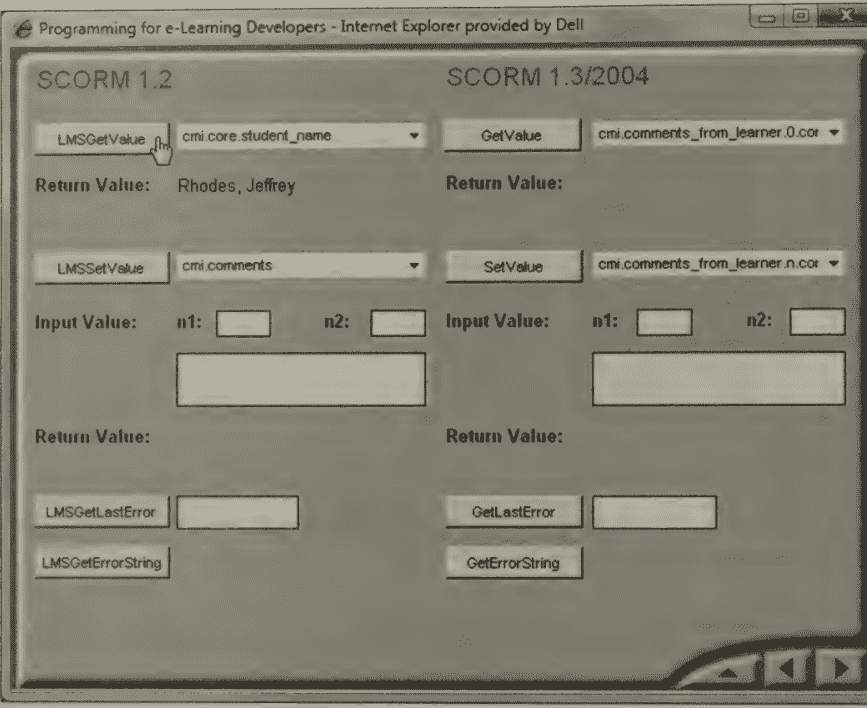 Programming for e-Learning Developers - Internet Explorer provided by Dell
SCORM 1.2
SCORM 1.3/2004
LMSGetValue
cmi.core.student_name
GetValue
cmi.comments_from_learner.0.cor
Return Value:
Rhodes, Jeffrey
Return Value:
LMSSetValue
cmi.comments
SetValue
cmi.comments_from_learner.n.cor
Input Value:
n1:
n2:
Input Value:
n1:
n2:
Return Value:
Return Value:
LMSGetLastError
GetLastError
LMSGetErrorString
GetErrorString